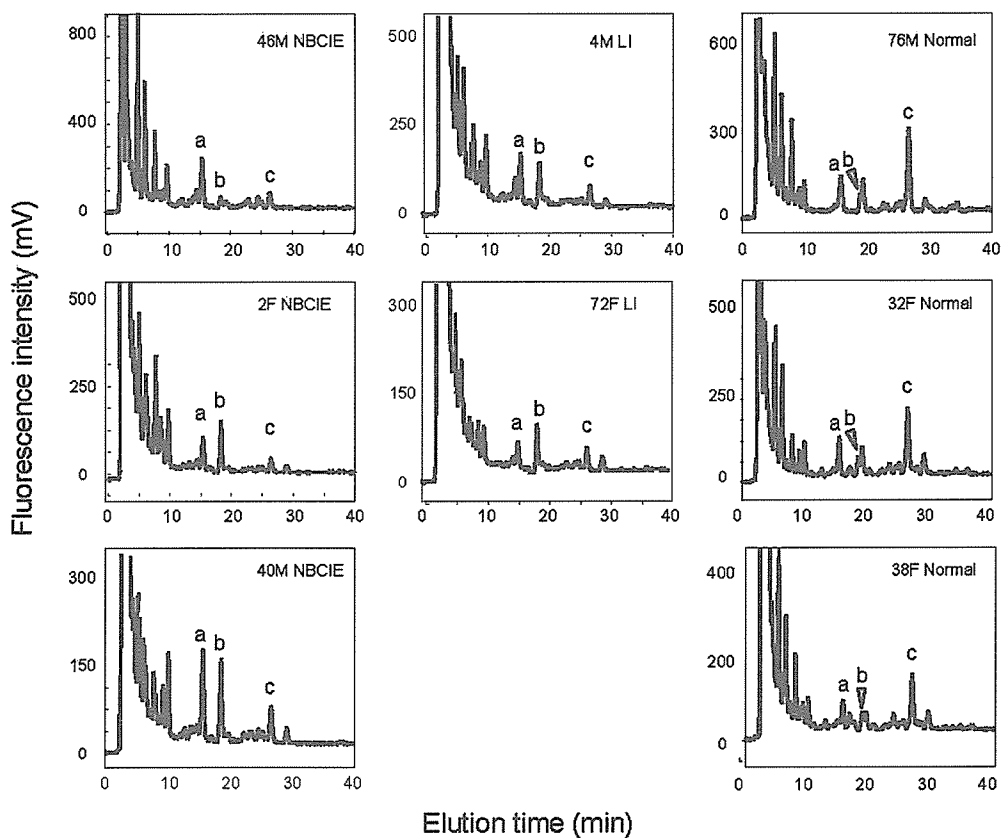 Fluorescence intensity (mV)
46M NBCIE
800
400
0
a
b
c
0 10 20 30 40
4M LI
500
250
0
a
b
c
0 10 20 30 40
76M Normal
600
300
0
a
b
c
0 10 20 30 40
2F NBCIE
500
250
0
a
b
c
0 10 20 30 40
72F LI
300
150
0
a
b
c
0 10 20 30 40
32F Normal
500
250
0
a
b
c
0 10 20 30 40
40M NBCIE
300
150
0
a
b
c
0 10 20 30 40
38F Normal
400
200
0
a
b
c
0 10 20 30 40
Elution time (min)